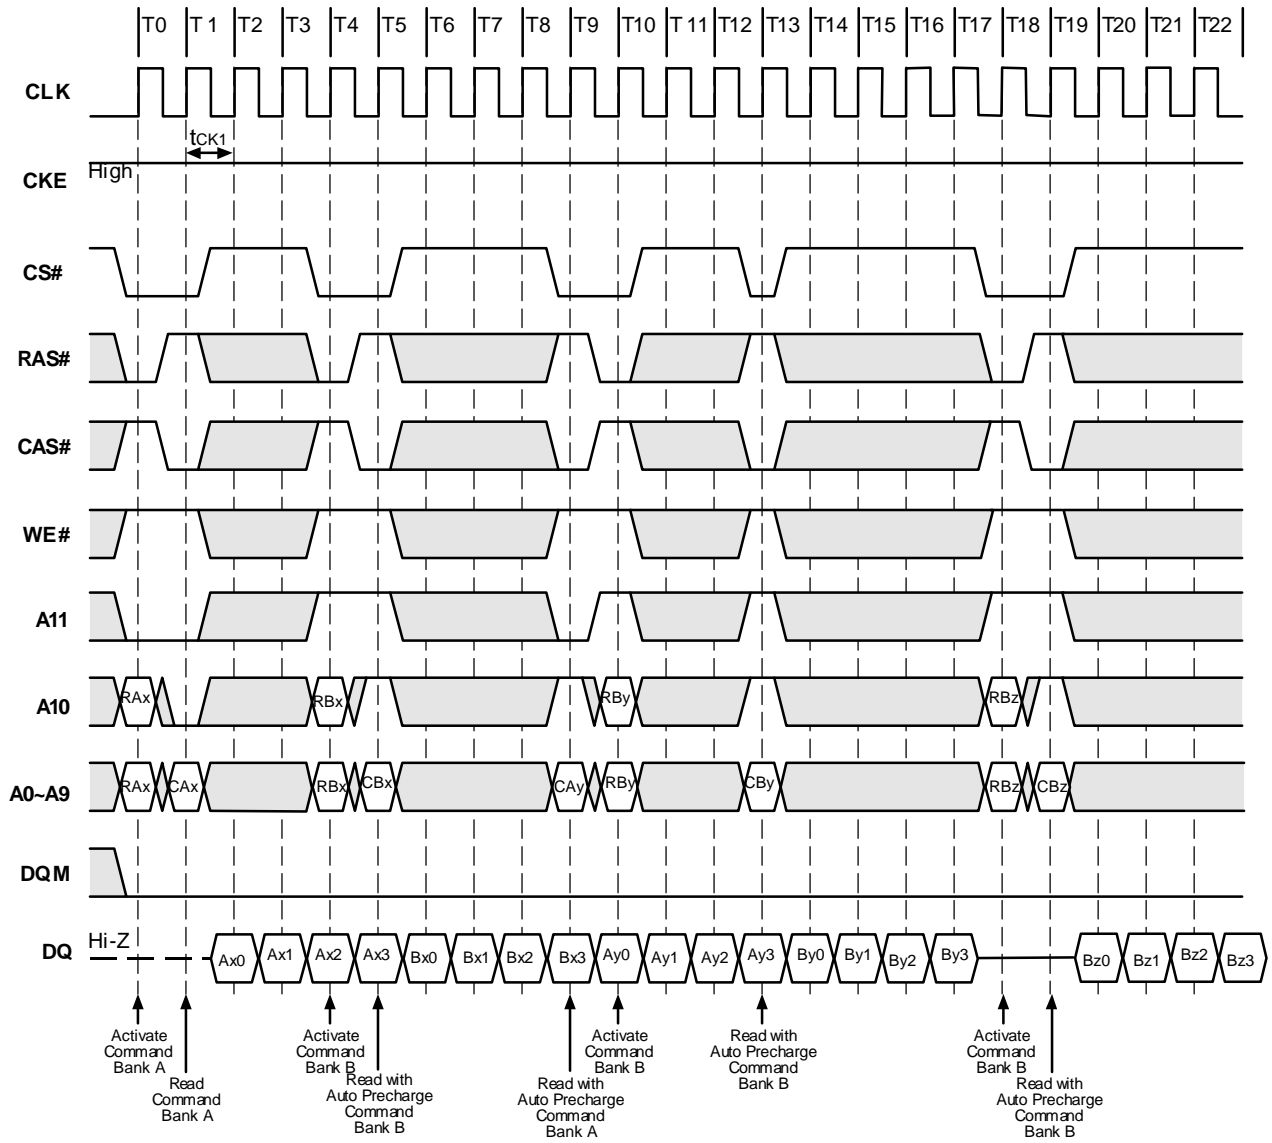 T0 T 1 T2 T3 T4 T5 T6 T7 T8 T9 T10 T 11 T12 T13 T14 T15 T16 T17 T18 T19 T20 T21 T22
CLK
tCK1
High
CKE
CS#
RAS#
CAS#
WE#
A11
A10
RAx RBx RBy RBz
A0~A9
RAx CAx RBx CBx CAy RBy CBy RBz CBz
DQM
Hi-Z
DQ
Ax0 Ax1 Ax2 Ax3 Bx0 Bx1 Bx2 Bx3 Ay0 Ay1 Ay2 Ay3 By0 By1 By2 By3 Bz0 Bz1 Bz2 Bz3
Activate
Command
Bank A
Read
Command
Bank A
Activate
Command
Bank B
Read with
Auto Precharge
Command
Bank B
Read with
Auto Precharge
Command
Bank A
Activate
Command
Bank B
Read with
Auto Precharge
Command
Bank B
Activate
Command
Bank B
Read with
Auto Precharge
Command
Bank B